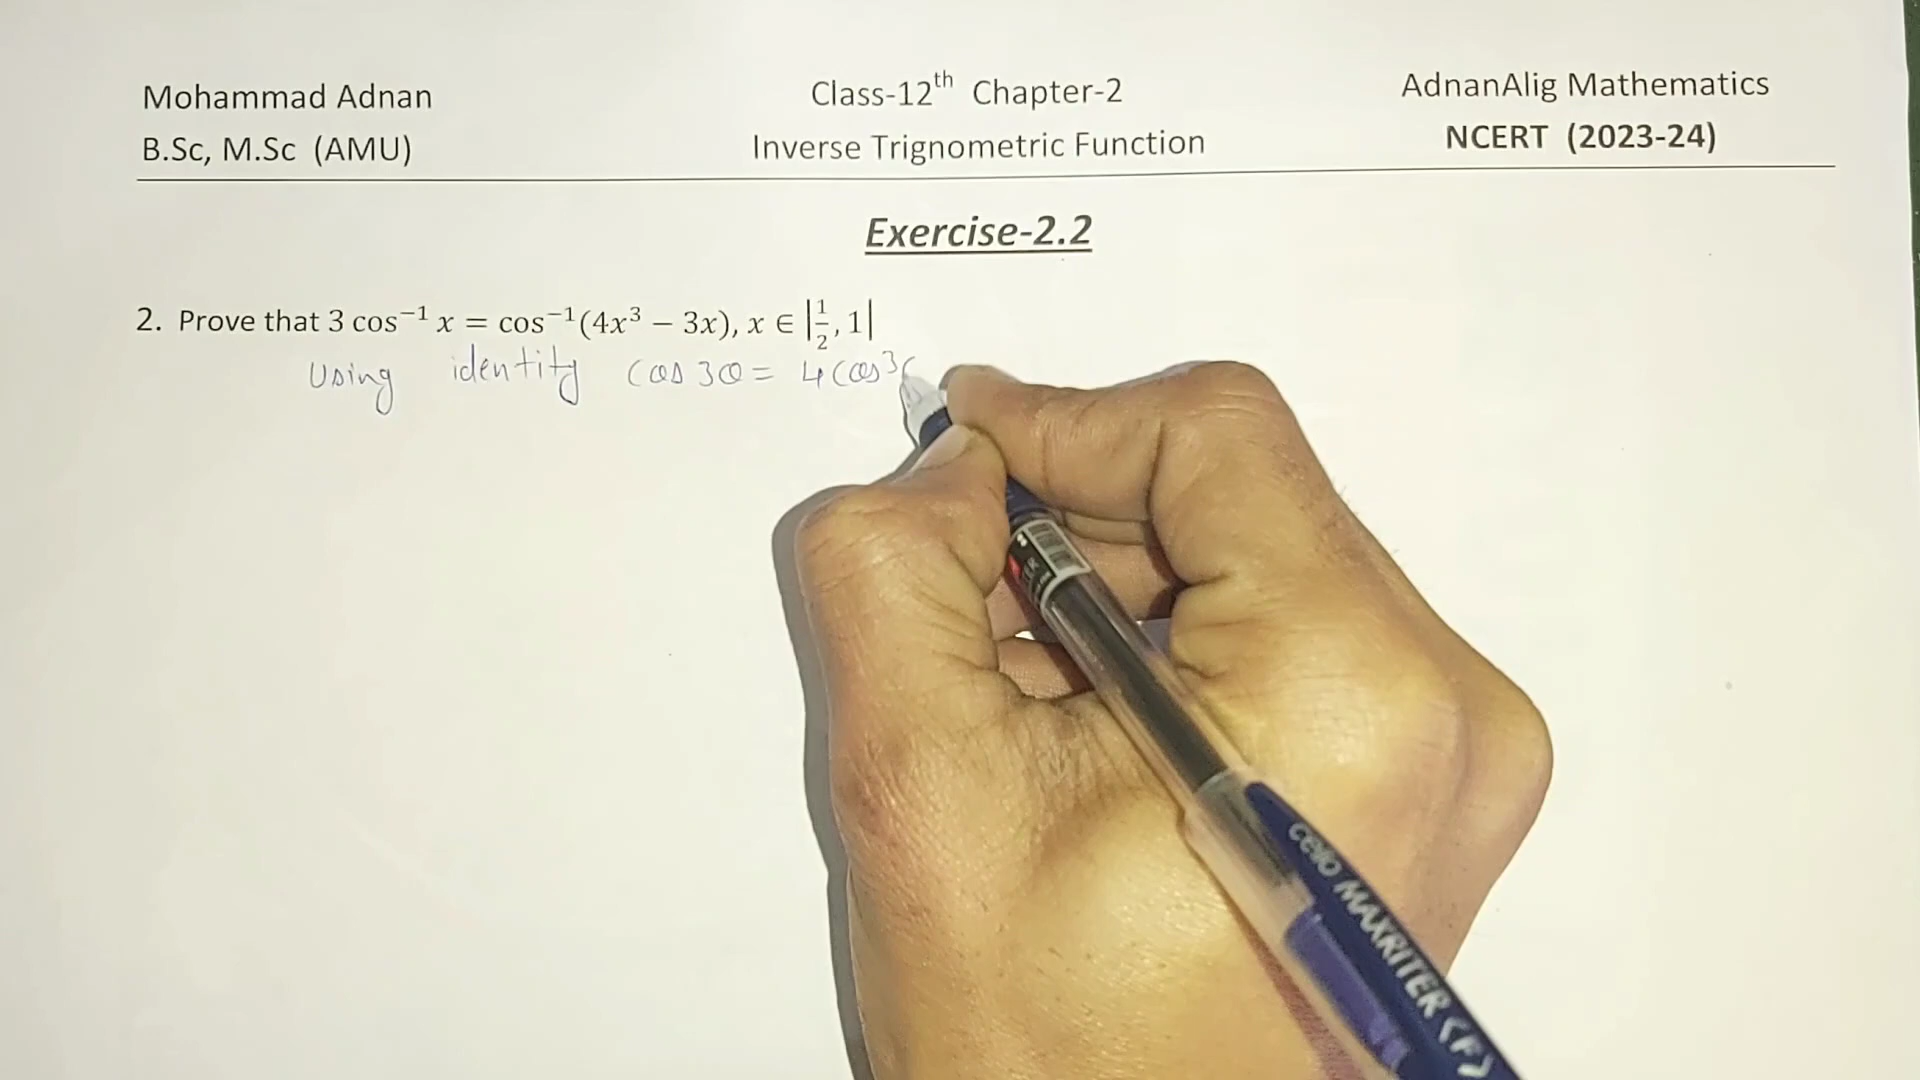 Mohammad Adnan
B.Sc, M.Sc (AMU)
Class-12th Chapter-2
Inverse Trignometric Function
AdnanAlig Mathematics
NCERT (2023-24)
Exercise-2.2
2. Prove that 3 cos⁻¹ x = cos⁻¹(4x³ − 3x), x ∈ |1/2, 1|
Using identity cos 3θ = 4 cos³
cello MAXRITER <F>